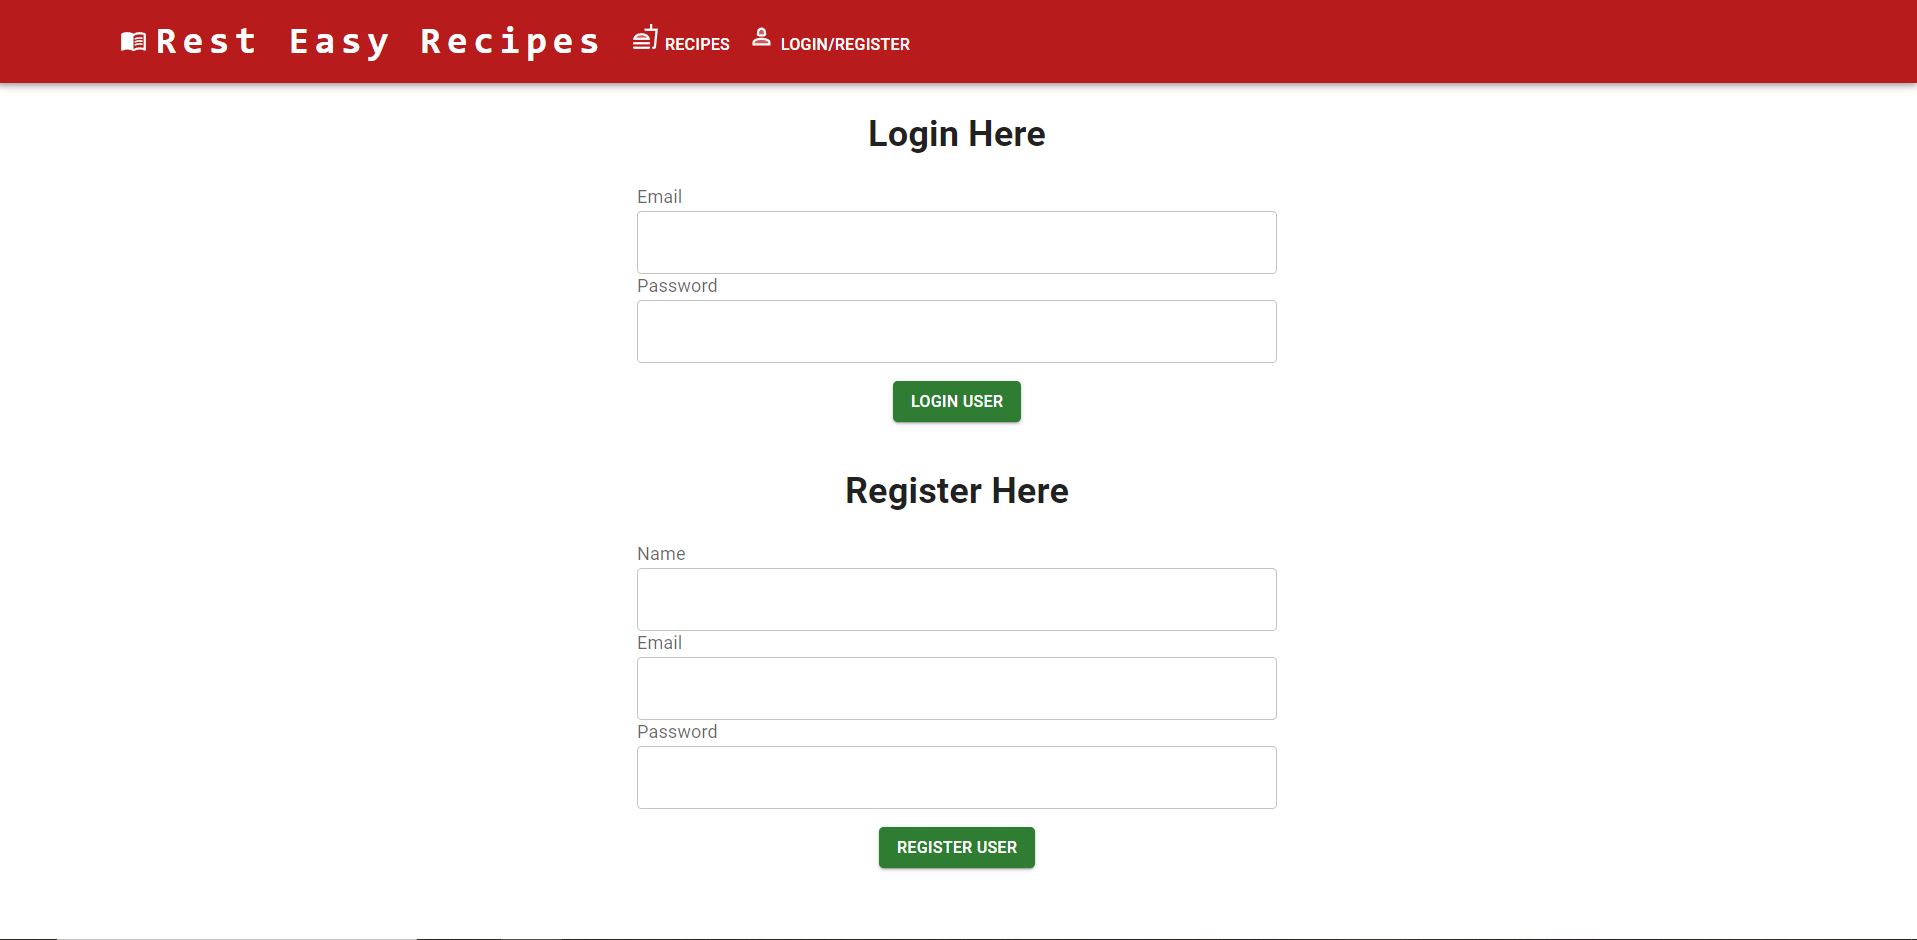 Rest Easy Recipes RECIPES LOGIN/REGISTER
Login Here
Email
Password
LOGIN USER
Register Here
Name
Email
Password
REGISTER USER